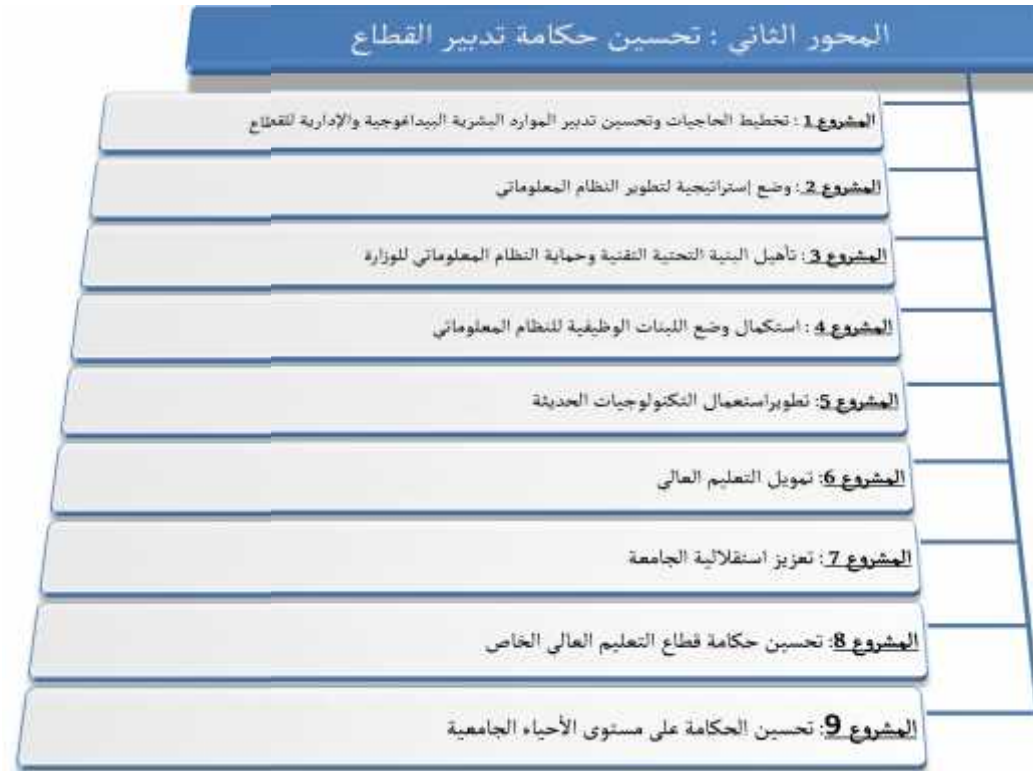 المحور الثاني : تحسين حكامة تدبير القطاع
المشروع 1 : تخطيط الحاجيات وتحسين تدبير الموارد البشرية البيداغوجية والإدارية للقطاع
المشروع 2 : وضع إستراتيجية لتطوير النظام المعلوماتي
المشروع 3 : تأهيل البنية التحتية التقنية وحماية النظام المعلوماتي للوزارة
المشروع 4 : استكمال وضع اللبنات الوظيفية للنظام المعلوماتي
المشروع 5: تطويراستعمال التكنولوجيات الحديثة
المشروع 6: تمويل التعليم العالي
المشروع 7 : تعزيز استقلالية الجامعة
المشروع 8: تحسين حكامة قطاع التعليم العالي الخاص
المشروع 9: تحسين الحكامة على مستوى الأحياء الجامعية